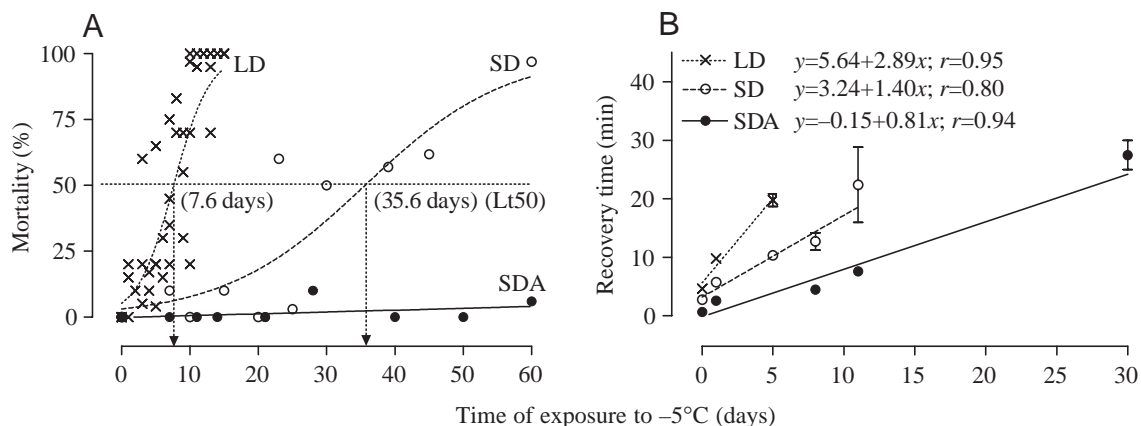 A
Mortality (%)
100
75
50
30
0
LD
SD
SDA
(7.6 days)
(35.6 days) (Lt50)
0 10 20 30 40 50 60
B
LD y=5.64+2.89x; r=0.95
SD y=3.24+1.40x; r=0.80
SDA y=–0.15+0.81x; r=0.94
Recovery time (min)
40
30
20
10
0
0 5 10 15 20 25 30
Time of exposure to –5°C (days)